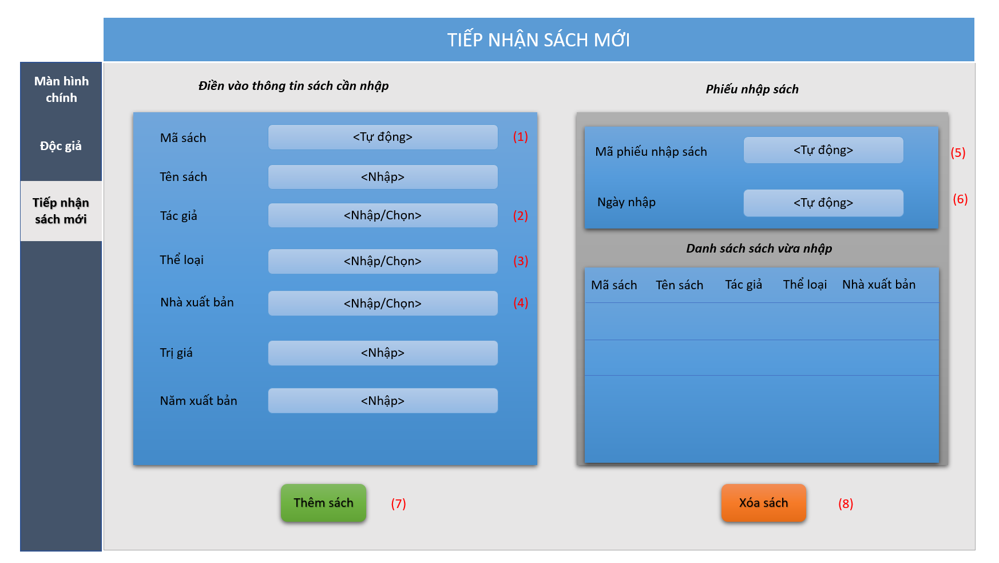 TIẾP NHẬN SÁCH MỚI
Màn hình
chính
Độc giả
Tiếp nhận
sách mới
Điền vào thông tin sách cần nhập
Mã sách <Tự động> (1)
Tên sách <Nhập>
Tác giả <Nhập/Chọn> (2)
Thể loại <Nhập/Chọn> (3)
Nhà xuất bản <Nhập/Chọn> (4)
Trị giá <Nhập>
Năm xuất bản <Nhập>
Thêm sách (7)
Phiếu nhập sách
Mã phiếu nhập sách <Tự động> (5)
Ngày nhập <Tự động> (6)
Danh sách sách vừa nhập
Mã sách Tên sách Tác giả Thể loại Nhà xuất bản
Xóa sách (8)